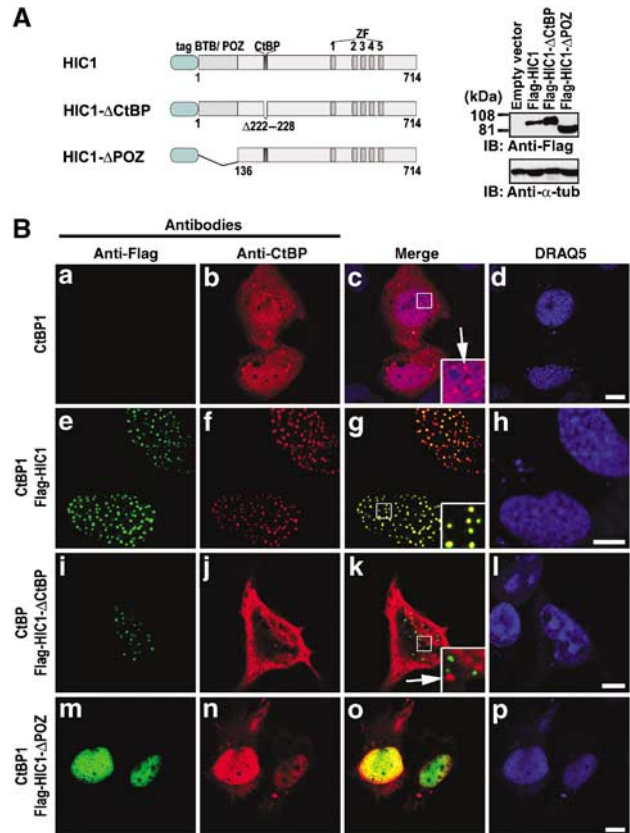 A
tag BTB/ POZ CtBP ZF
1 2 3 4 5
HIC1
1 714
HIC1-ΔCtBP
1 714
Δ222–228
HIC1-ΔPOZ
136 714
Empty vector
Flag-HIC1
Flag-HIC1-ΔCtBP
Flag-HIC1-ΔPOZ
(kDa)
108
81
IB: Anti-Flag
IB: Anti-α-tub
B
Antibodies
Anti-Flag Anti-CtBP Merge DRAQ5
CtBP1
a b c d
CtBP1
Flag-HIC1
e f g h
CtBP
Flag-HIC1-ΔCtBP
i j k l
CtBP1
Flag-HIC1-ΔPOZ
m n o p